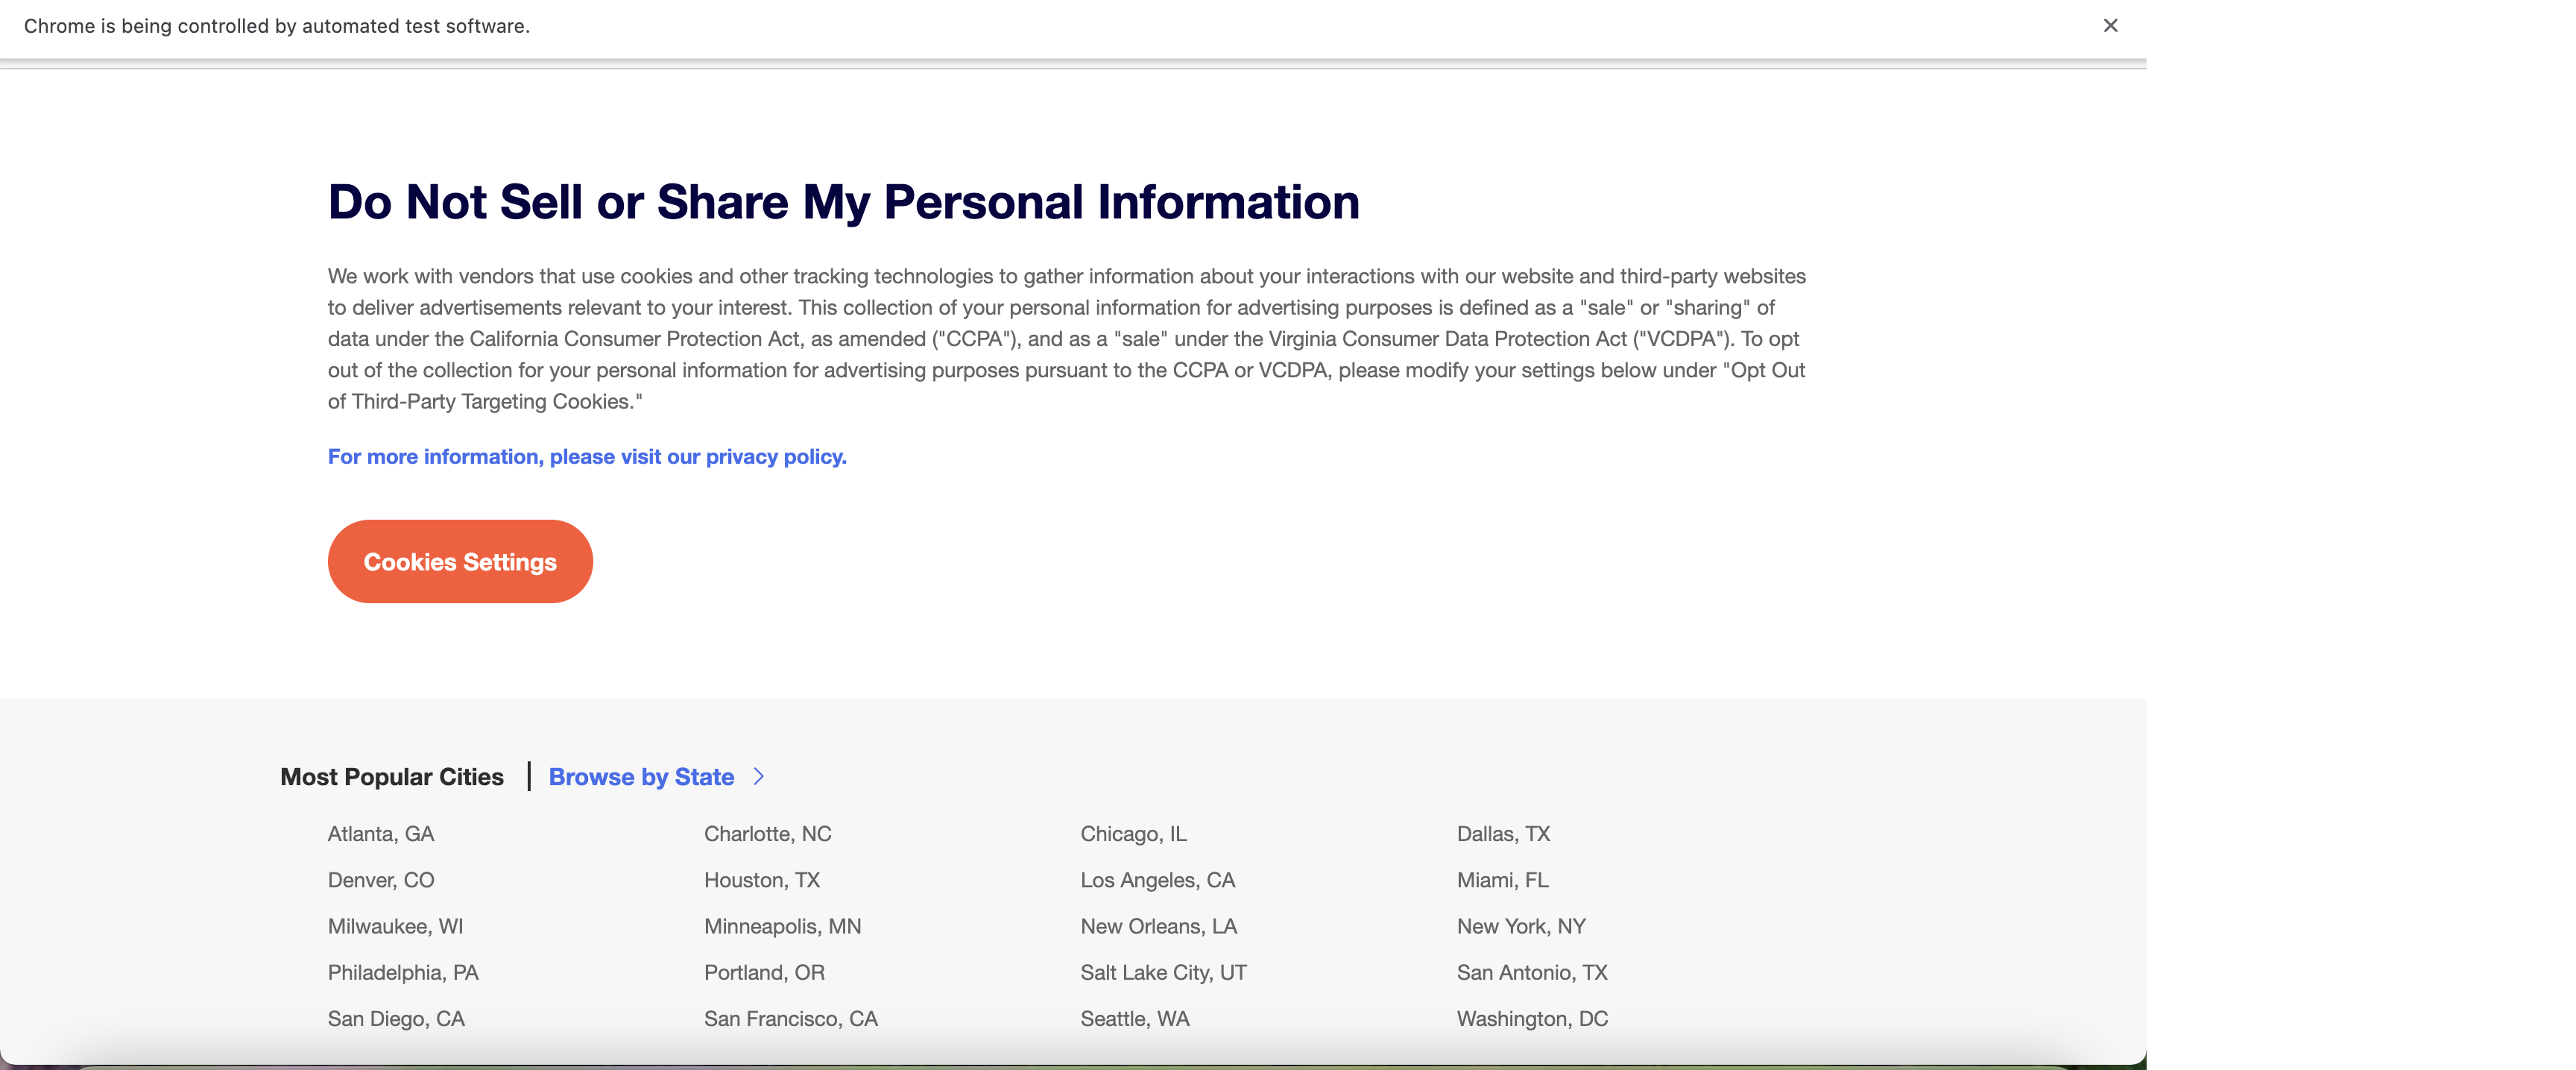 Chrome is being controlled by automated test software.
Do Not Sell or Share My Personal Information
We work with vendors that use cookies and other tracking technologies to gather information about your interactions with our website and third-party websites
to deliver advertisements relevant to your interest. This collection of your personal information for advertising purposes is defined as a "sale" or "sharing" of
data under the California Consumer Protection Act, as amended ("CCPA"), and as a "sale" under the Virginia Consumer Data Protection Act ("VCDPA"). To opt
out of the collection for your personal information for advertising purposes pursuant to the CCPA or VCDPA, please modify your settings below under "Opt Out
of Third-Party Targeting Cookies."
For more information, please visit our privacy policy.
Cookies Settings
Most Popular Cities | Browse by State >
Atlanta, GA Charlotte, NC Chicago, IL Dallas, TX
Denver, CO Houston, TX Los Angeles, CA Miami, FL
Milwaukee, WI Minneapolis, MN New Orleans, LA New York, NY
Philadelphia, PA Portland, OR Salt Lake City, UT San Antonio, TX
San Diego, CA San Francisco, CA Seattle, WA Washington, DC